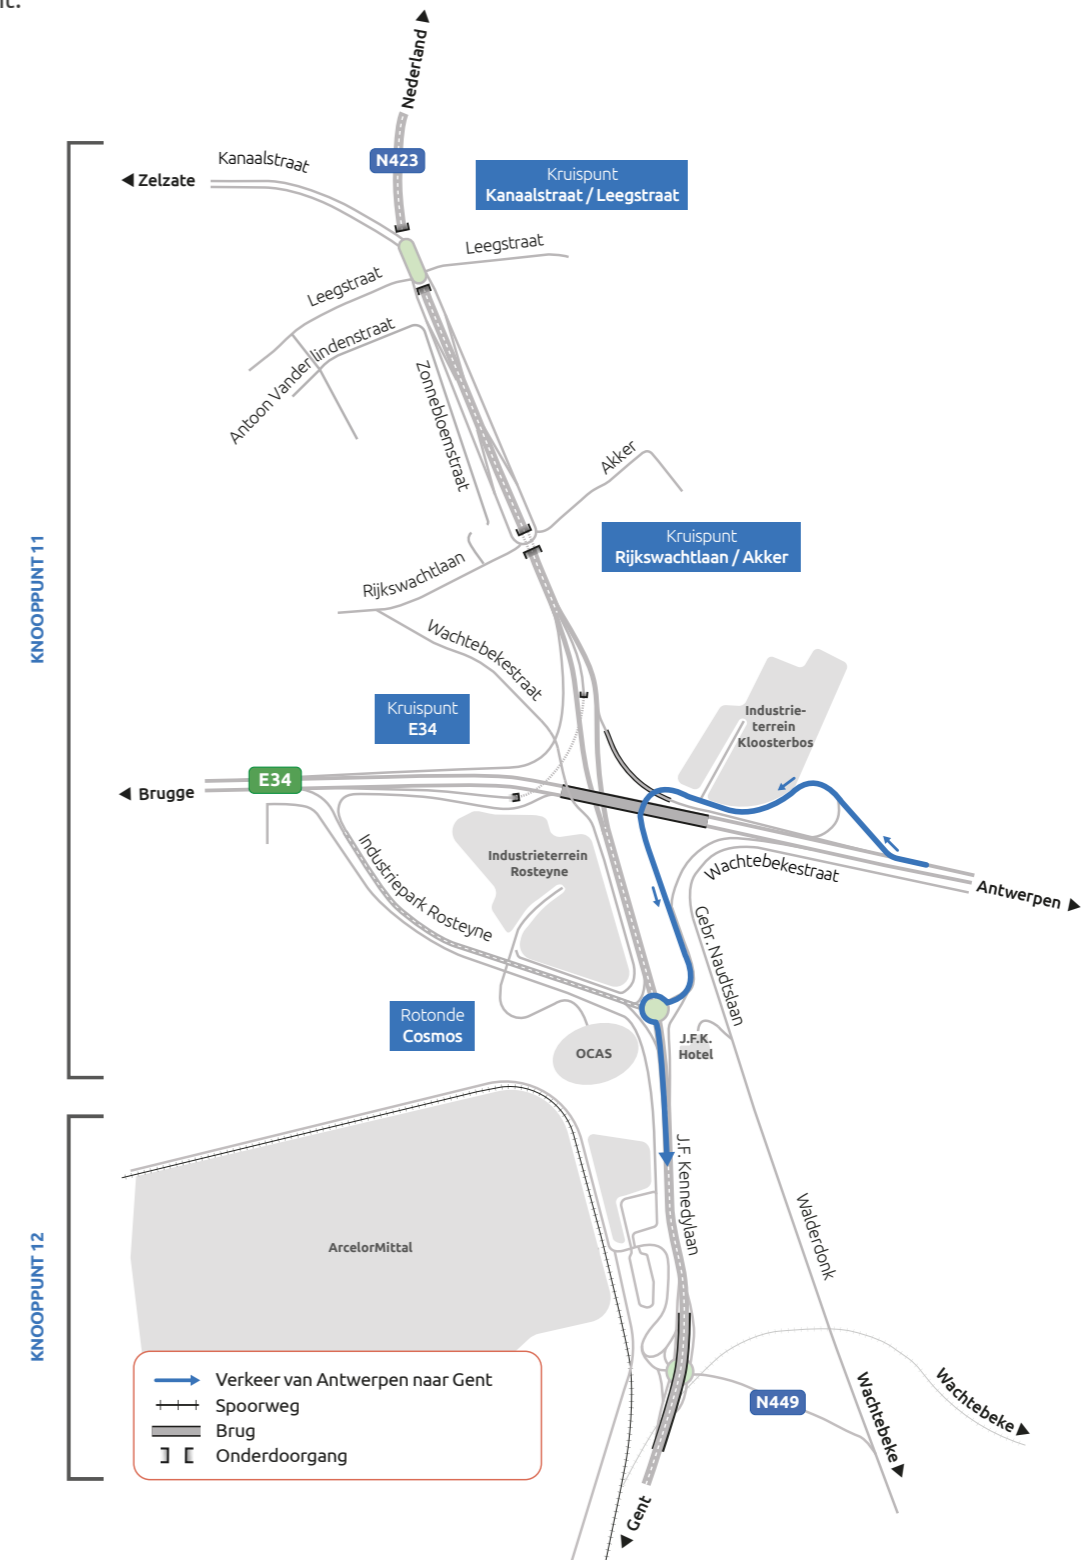 Nederland
N423
Kanaalstraat
Zelzate
Kruispunt
Kanaalstraat / Leegstraat
Leegstraat
Leegstraat
Antoon Vander lindenstraat
Zonnebloemstraat
Akker
KNOOPPUNT 11
Kruispunt
Rijkswachtlaan / Akker
Rijkswachtlaan
Wachtebekestraat
Kruispunt
E34
Industrie-
terrein
Kloosterbos
E34
Brugge
Industrieterrein
Rosteyne
Industriepark Rosteyne
Wachtebekestraat
Antwerpen
Gebr. Naudtslaan
Rotonde
Cosmos
OCAS
J.F.K.
Hotel
J.F. Kennedylaan
Walderdonk
ArcelorMittal
KNOOPPUNT 12
Verkeer van Antwerpen naar Gent
Spoorweg
Brug
Onderdoorgang
N449
Wachtebeke
Wachtebeke
Gent